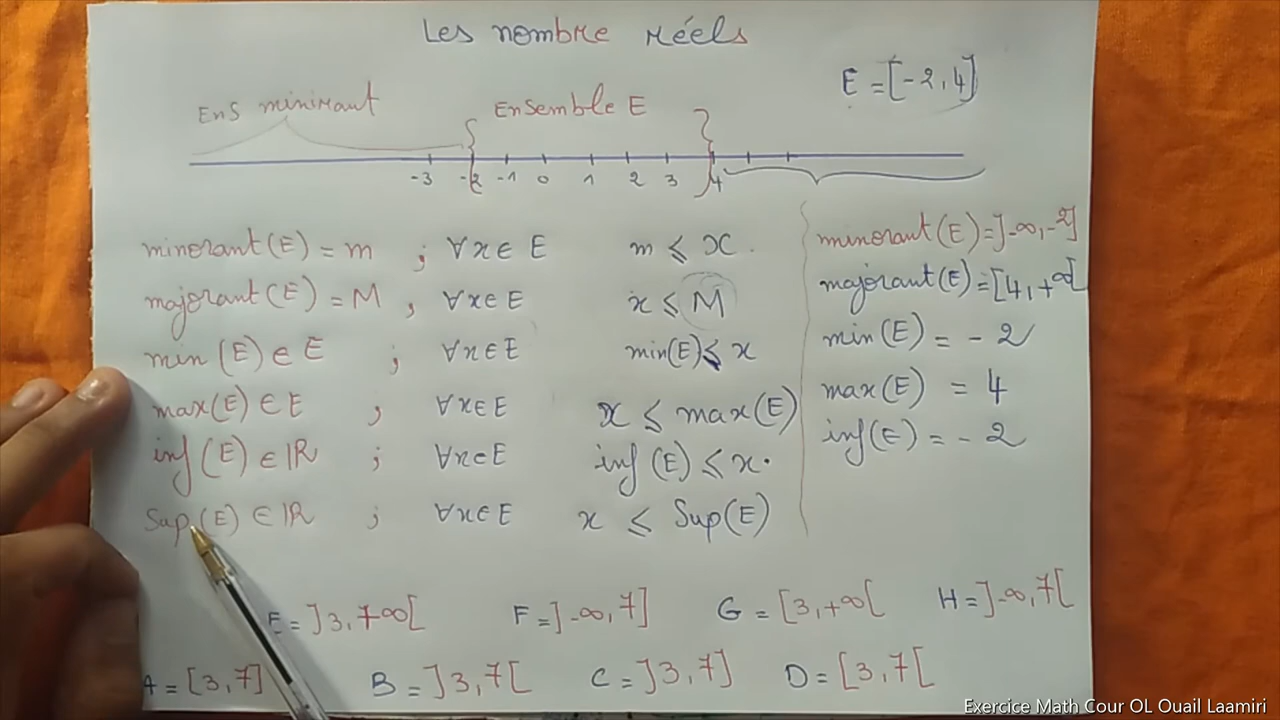 Les nombre réels
E = [-2, 4]
Ens minirant
Ensemble E
-3 -2 -1 0 1 2 3 4
minorant(E) = m ; ∀x∈E m ⩽ x
majorant(E) = M , ∀x∈E x ⩽ M
min(E) ∈ E ; ∀x∈E min(E) ⩽ x
max(E) ∈ E , ∀x∈E x ⩽ max(E)
inf(E) ∈ ℝ ; ∀x∈E inf(E) ⩽ x.
Sup(E) ∈ ℝ ; ∀x∈E x ⩽ Sup(E)
minorant(E) = ]-∞, -2]
majorant(E) = [4, +∞[
min(E) = -2
max(E) = 4
inf(E) = -2
E = ]3, +∞[ F = ]-∞, 7] G = [3, +∞[ H = ]-∞, 7[
A = [3, 7] B = ]3, 7[ C = ]3, 7] D = [3, 7[
Exercice Math Cour OL Ouail Laamiri